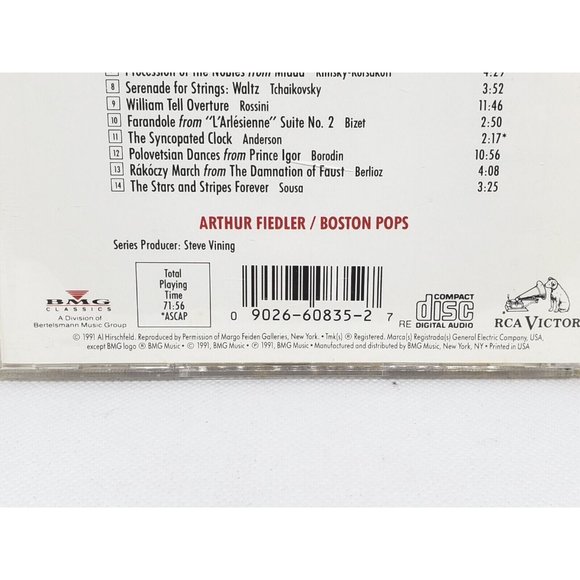 Procession of the Nobles from Mlada Rimsky-Korsakoff 4:29
8 Serenade for Strings: Waltz Tchaikovsky 3:52
9 William Tell Overture Rossini 11:46
10 Farandole from "L'Arlésienne" Suite No. 2 Bizet 2:50
11 The Syncopated Clock Anderson 2:17*
12 Polovetsian Dances from Prince Igor Borodin 10:56
13 Rákóczy March from The Damnation of Faust Berlioz 4:08
14 The Stars and Stripes Forever Sousa 3:25
ARTHUR FIEDLER / BOSTON POPS
Series Producer: Steve Vining
BMG
CLASSICS
A Division of
Bertelsmann Music Group
Total
Playing
Time
71:56
*ASCAP
0 9026-60835-2 7
RE
COMPACT
disc
DIGITAL AUDIO
RCA VICTOR
© 1991 Al Hirschfeld. Reproduced by Permission of Margo Feiden Galleries, New York. • Tmk(s) ® Registered. Marca(s) Registrada(s) General Electric Company, USA,
except BMG logo ® BMG Music • © 1991, BMG Music • ℗ 1991, BMG Music • Manufactured and distributed by BMG Music, New York, NY • Printed in USA